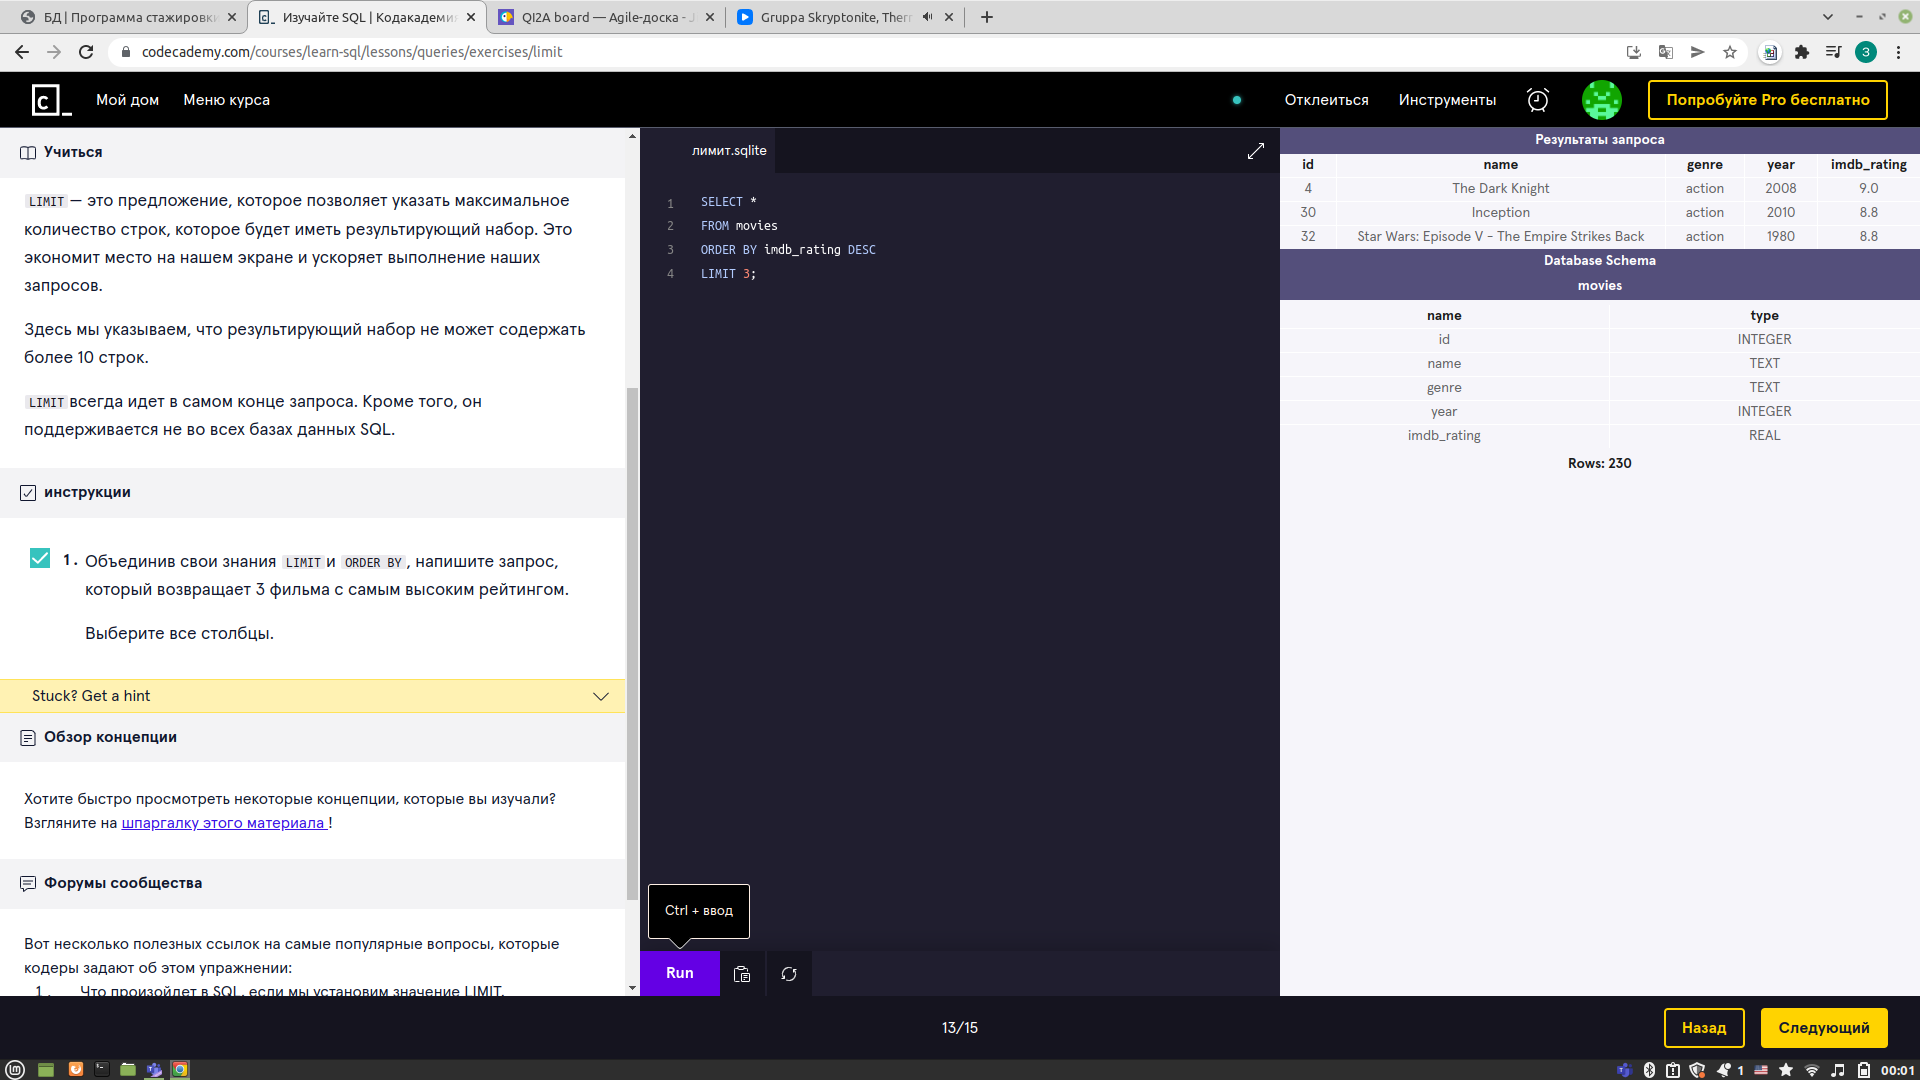 БД | Программа стажировки
Изучайте SQL | Кодакадемия
QI2A board — Agile-доска - J
Gruppa Skryptonite, Therr
codecademy.com/courses/learn-sql/lessons/queries/exercises/limit
З
c
Мой дом
Меню курса
Отклеиться
Инструменты
Попробуйте Pro бесплатно
Учиться
LIMIT — это предложение, которое позволяет указать максимальное
количество строк, которое будет иметь результирующий набор. Это
экономит место на нашем экране и ускоряет выполнение наших
запросов.
Здесь мы указываем, что результирующий набор не может содержать
более 10 строк.
LIMIT всегда идет в самом конце запроса. Кроме того, он
поддерживается не во всех базах данных SQL.
инструкции
1. Объединив свои знания LIMIT и ORDER BY , напишите запрос,
который возвращает 3 фильма с самым высоким рейтингом.
Выберите все столбцы.
Stuck? Get a hint
Обзор концепции
Хотите быстро просмотреть некоторые концепции, которые вы изучали?
Взгляните на шпаргалку этого материала !
Форумы сообщества
Вот несколько полезных ссылок на самые популярные вопросы, которые
кодеры задают об этом упражнении:
1. Что произойдет в SQL, если мы установим значение LIMIT,
лимит.sqlite
1 SELECT *
2 FROM movies
3 ORDER BY imdb_rating DESC
4 LIMIT 3;
Ctrl + ввод
Run
Результаты запроса
id name genre year imdb_rating
4 The Dark Knight action 2008 9.0
30 Inception action 2010 8.8
32 Star Wars: Episode V - The Empire Strikes Back action 1980 8.8
Database Schema
movies
name type
id INTEGER
name TEXT
genre TEXT
year INTEGER
imdb_rating REAL
Rows: 230
13/15
Назад
Следующий
1
00:01